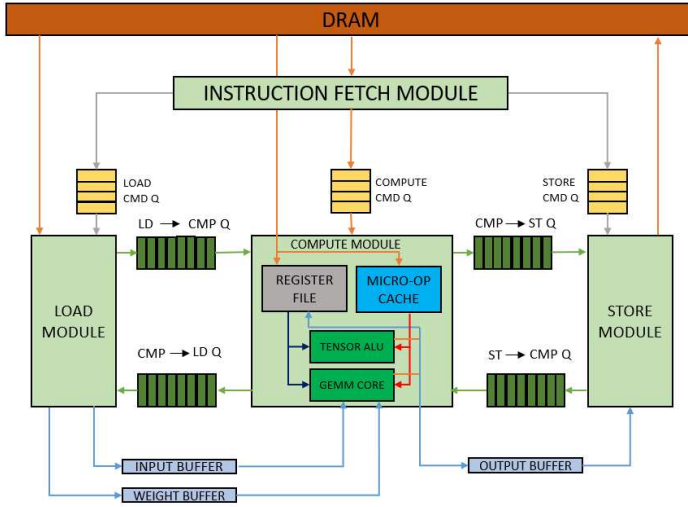 DRAM
INSTRUCTION FETCH MODULE
LOAD
CMD Q
COMPUTE
CMD Q
STORE
CMD Q
LD → CMP Q
CMP → ST Q
COMPUTE MODULE
REGISTER
FILE
MICRO-OP
CACHE
LOAD
MODULE
STORE
MODULE
TENSOR ALU
CMP → LD Q
GEMM CORE
ST → CMP Q
INPUT BUFFER
OUTPUT BUFFER
WEIGHT BUFFER